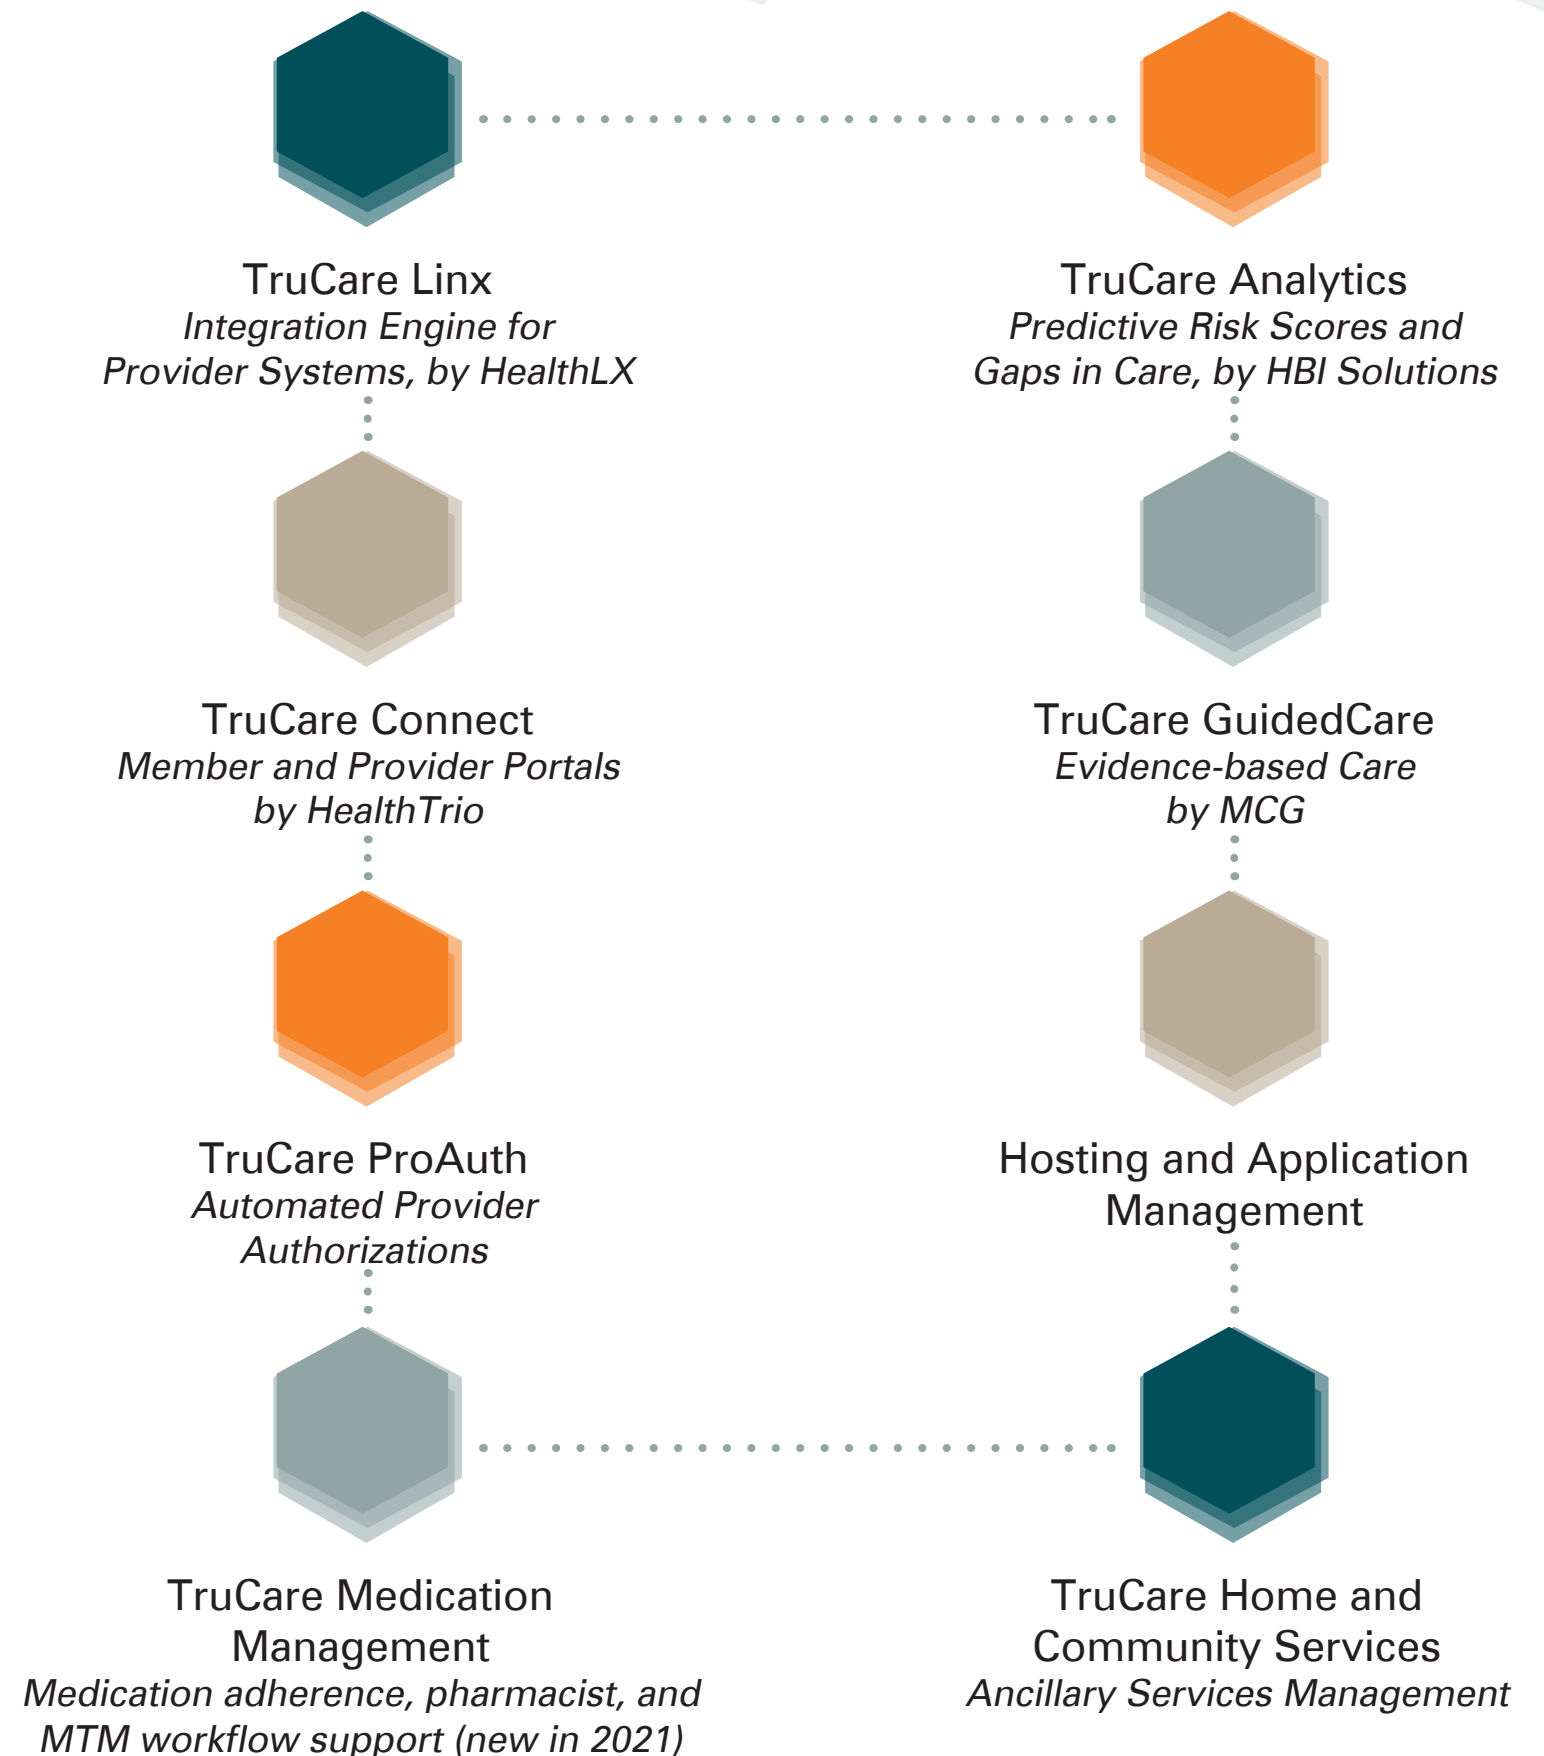 TruCare Linx
Integration Engine for
Provider Systems, by HealthLX
TruCare Analytics
Predictive Risk Scores and
Gaps in Care, by HBI Solutions
TruCare Connect
Member and Provider Portals
by HealthTrio
TruCare GuidedCare
Evidence-based Care
by MCG
TruCare ProAuth
Automated Provider
Authorizations
Hosting and Application
Management
TruCare Medication
Management
Medication adherence, pharmacist, and
MTM workflow support (new in 2021)
TruCare Home and
Community Services
Ancillary Services Management